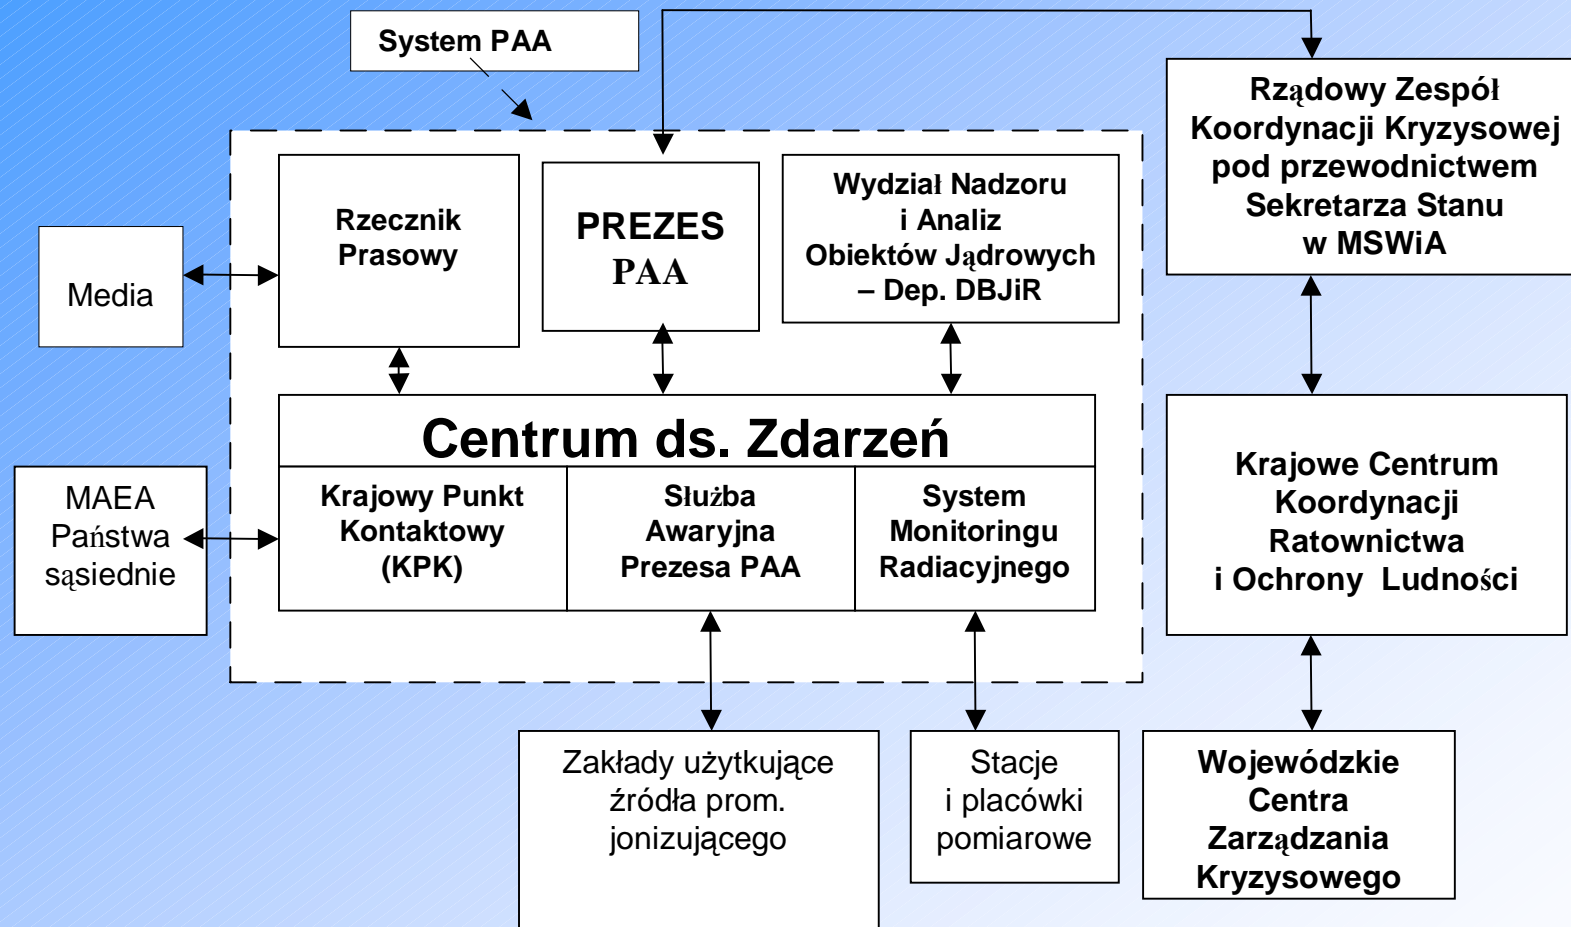 System PAA
Rządowy Zespół
Koordynacji Kryzysowej
pod przewodnictwem
Sekretarza Stanu
w MSWiA
Rzecznik
Prasowy
PREZES
PAA
Wydział Nadzoru
i Analiz
Obiektów Jądrowych
– Dep. DBJiR
Media
Centrum ds. Zdarzeń
Krajowy Punkt
Kontaktowy
(KPK)
Służba
Awaryjna
Prezesa PAA
System
Monitoringu
Radiacyjnego
MAEA
Państwa
sąsiednie
Krajowe Centrum
Koordynacji
Ratownictwa
i Ochrony Ludności
Zakłady użytkujące
źródła prom.
jonizującego
Stacje
i placówki
pomiarowe
Wojewódzkie
Centra
Zarządzania
Kryzysowego